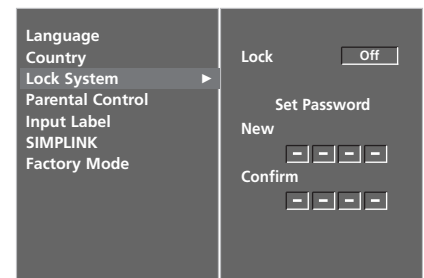 Language
Country
Lock System ►
Parental Control
Input Label
SIMPLINK
Factory Mode
Lock Off
Set Password
New
– – – –
Confirm
– – – –